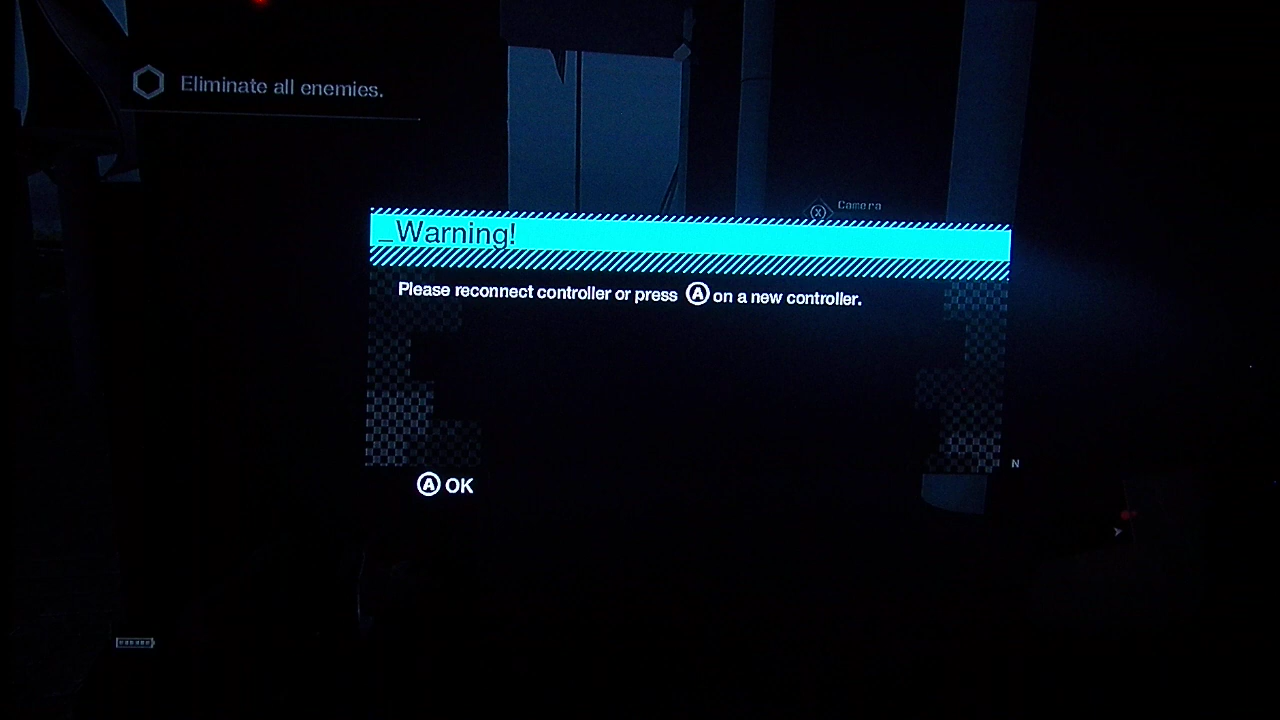 Eliminate all enemies.
Ⓧ Camera
_Warning!
Please reconnect controller or press Ⓐ on a new controller.
N
Ⓐ OK